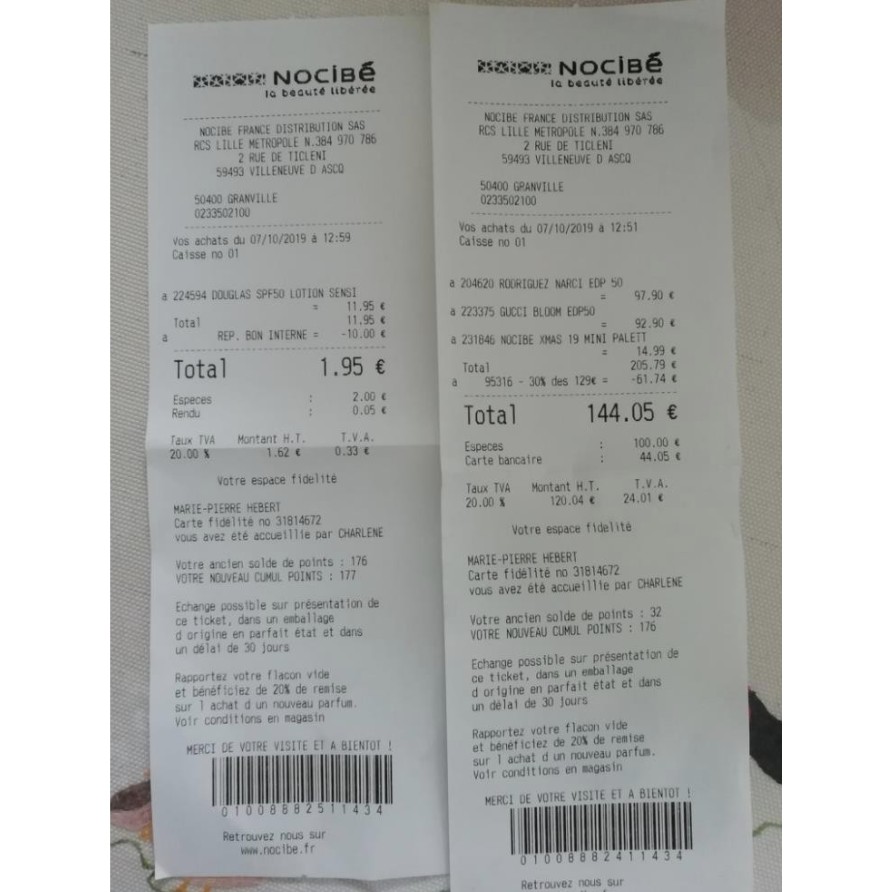 NOCIBÉ
la beauté libérée
NOCIBE FRANCE DISTRIBUTION SAS
RCS LILLE METROPOLE N.384 970 786
2 RUE DE TICLENI
59493 VILLENEUVE D ASCQ
50400 GRANVILLE
0233502100
Vos achats du 07/10/2019 à 12:59
Caisse no 01
a 224594 DOUGLAS SPF50 LOTION SENSI
= 11.95 €
Total 11.95 €
a REP. BON INTERNE = -10.00 €
Total 1.95 €
Especes : 2.00 €
Rendu : 0.05 €
Taux TVA Montant H.T. T.V.A.
20.00 % 1.62 € 0.33 €
Votre espace fidelité
MARIE-PIERRE HEBERT
Carte fidélité no 31814672
vous avez été accueillie par CHARLENE
Votre ancien solde de points : 176
VOTRE NOUVEAU CUMUL POINTS : 177
Echange possible sur présentation de
ce ticket, dans un emballage
d origine en parfait état et dans
un délai de 30 jours
Rapportez votre flacon vide
et bénéficiez de 20% de remise
sur 1 achat d un nouveau parfum.
Voir conditions en magasin
MERCI DE VOTRE VISITE ET A BIENTOT !
01008882511434
Retrouvez nous sur
www.nocibe.fr
NOCIBÉ
la beauté libérée
NOCIBE FRANCE DISTRIBUTION SAS
RCS LILLE METROPOLE N.384 970 786
2 RUE DE TICLENI
59493 VILLENEUVE D ASCQ
50400 GRANVILLE
0233502100
Vos achats du 07/10/2019 à 12:51
Caisse no 01
a 204620 RODRIGUEZ NARCI EDP 50
= 97.90 €
a 223375 GUCCI BLOOM EDP50
= 92.90 €
a 231846 NOCIBE XMAS 19 MINI PALETT
= 14.99 €
Total 205.79 €
a 95316 - 30% des 129€ = -61.74 €
Total 144.05 €
Especes : 100.00 €
Carte bancaire : 44.05 €
Taux TVA Montant H.T. T.V.A.
20.00 % 120.04 € 24.01 €
Votre espace fidelité
MARIE-PIERRE HEBERT
Carte fidélité no 31814672
vous avez été accueillie par CHARLENE
Votre ancien solde de points : 32
VOTRE NOUVEAU CUMUL POINTS : 176
Echange possible sur présentation de
ce ticket, dans un emballage
d origine en parfait état et dans
un délai de 30 jours
Rapportez votre flacon vide
et bénéficiez de 20% de remise
sur 1 achat d un nouveau parfum.
Voir conditions en magasin
MERCI DE VOTRE VISITE ET A BIENTOT !
01008882411434
Retrouvez nous sur